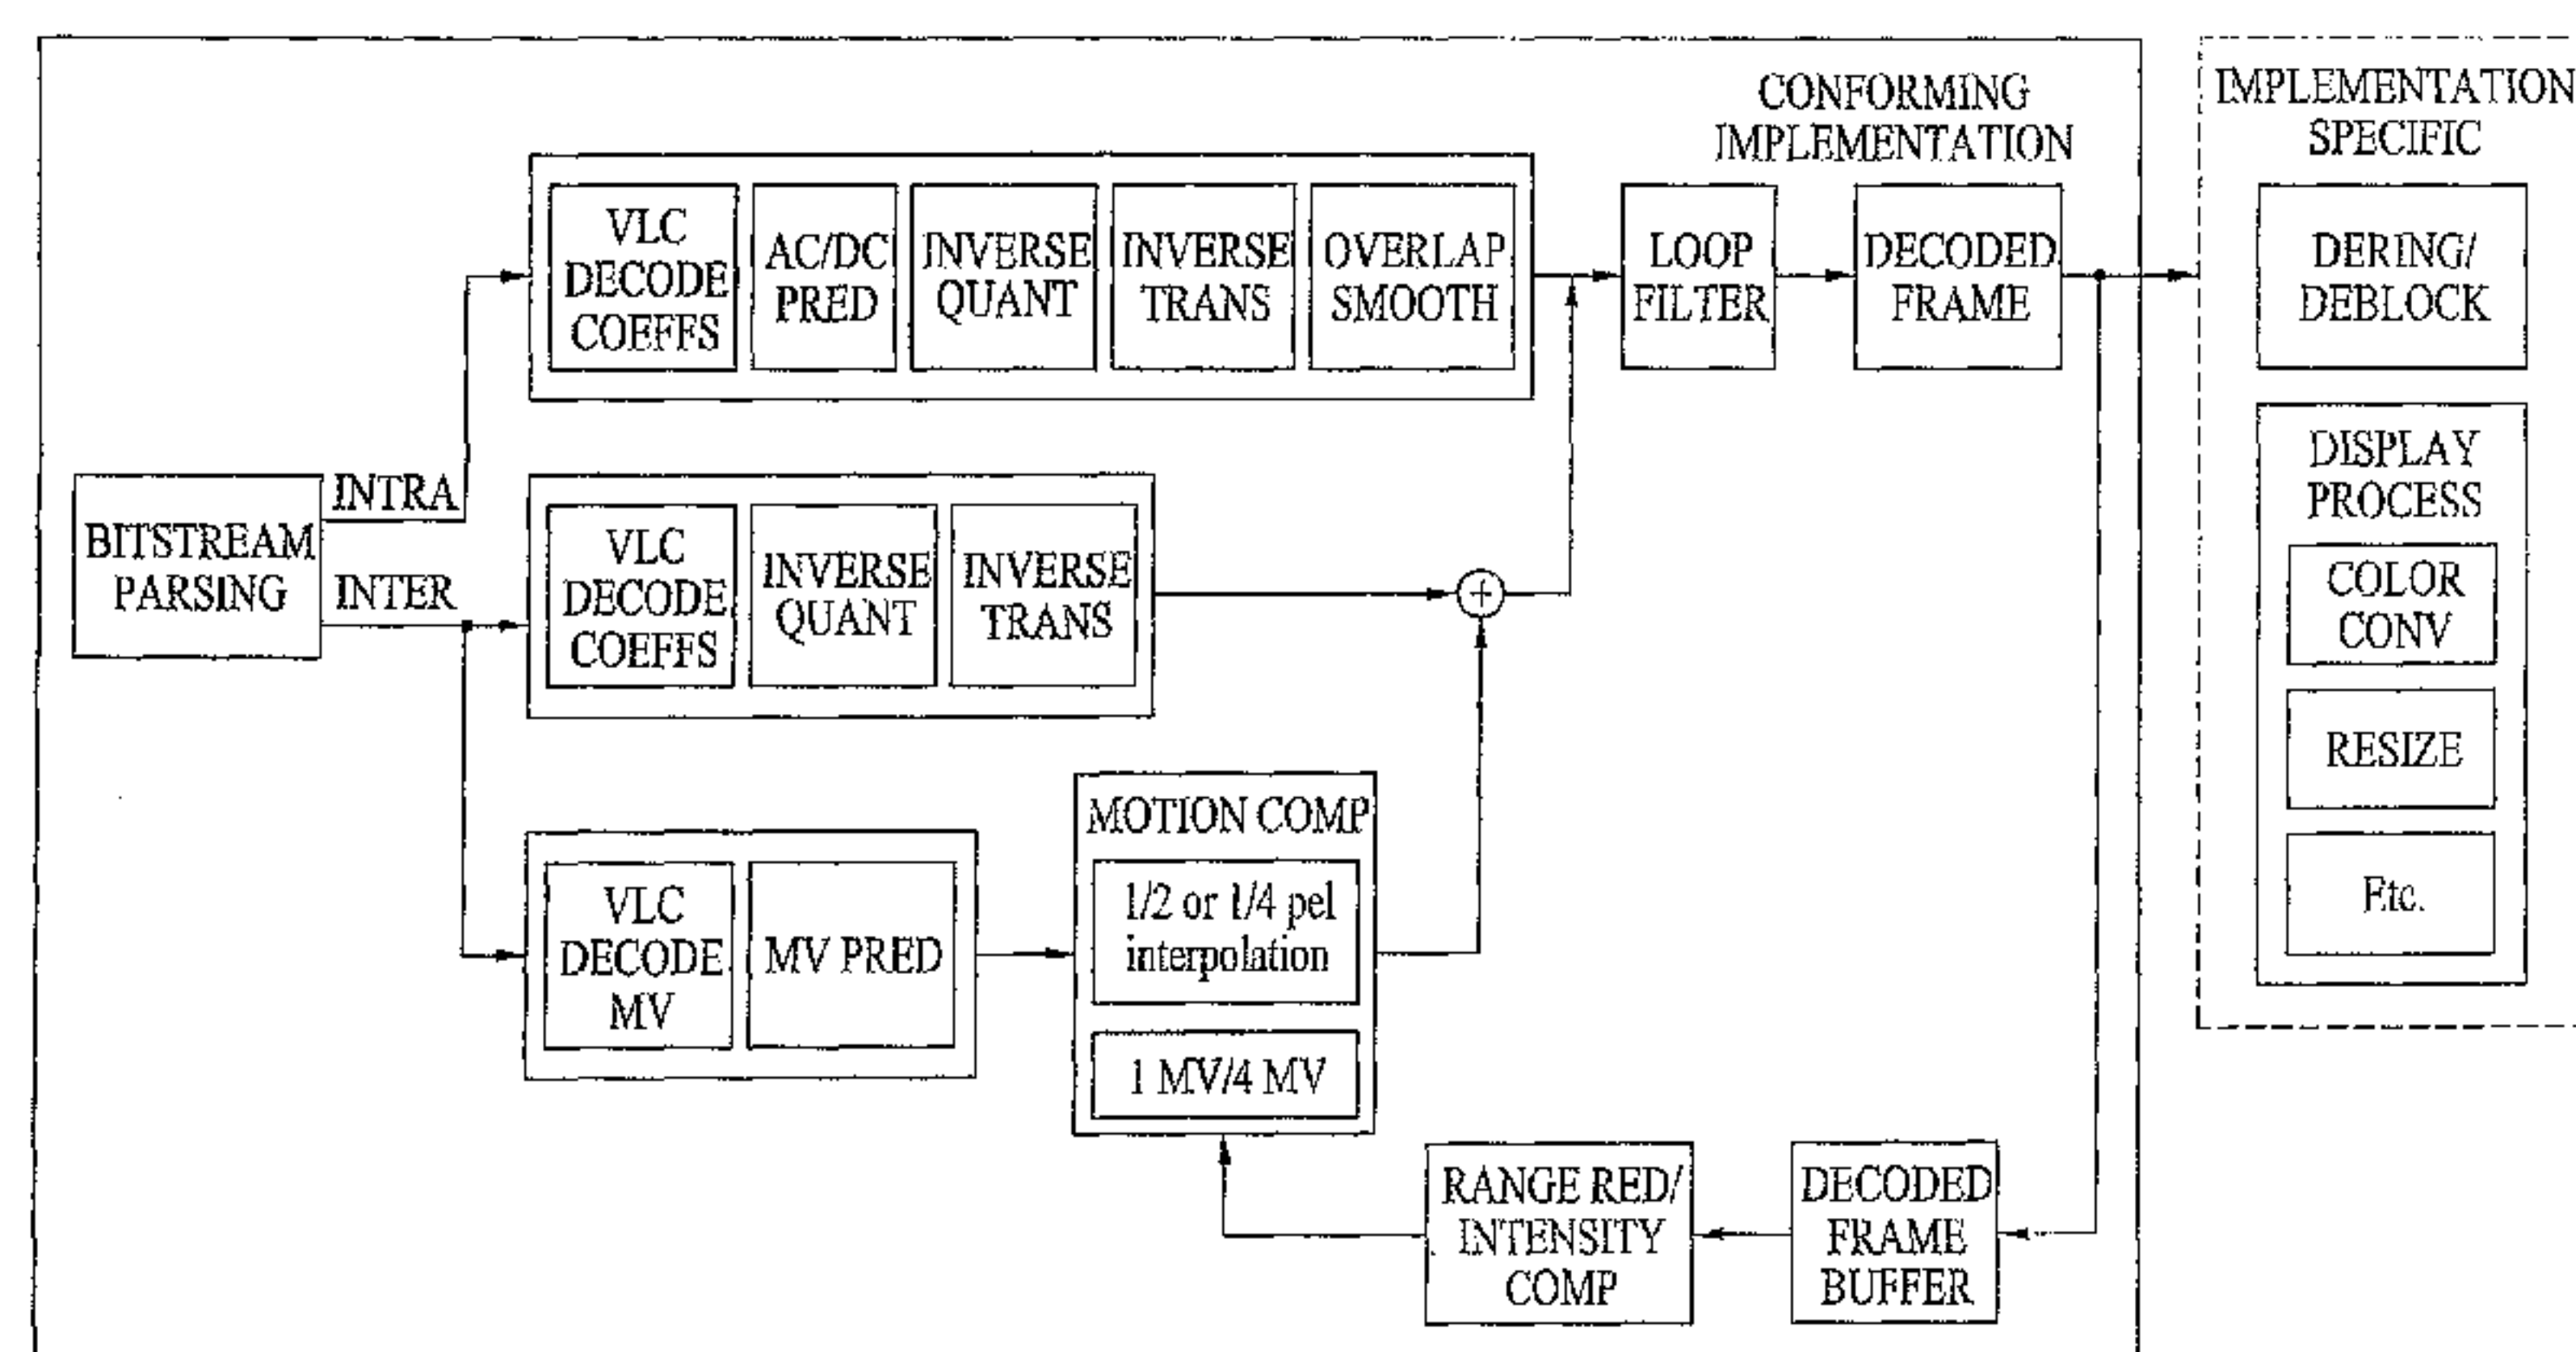 CONFORMING
IMPLEMENTATION
IMPLEMENTATION
SPECIFIC
VLC
DECODE
COEFFS
AC/DC
PRED
INVERSE
QUANT
INVERSE
TRANS
OVERLAP
SMOOTH
LOOP
FILTER
DECODED
FRAME
DERING/
DEBLOCK
BITSTREAM
PARSING
INTRA
INTER
VLC
DECODE
COEFFS
INVERSE
QUANT
INVERSE
TRANS
+
DISPLAY
PROCESS
COLOR
CONV
RESIZE
Etc.
VLC
DECODE
MV
MV PRED
MOTION COMP
1/2 or 1/4 pel
interpolation
1 MV/4 MV
RANGE RED/
INTENSITY
COMP
DECODED
FRAME
BUFFER